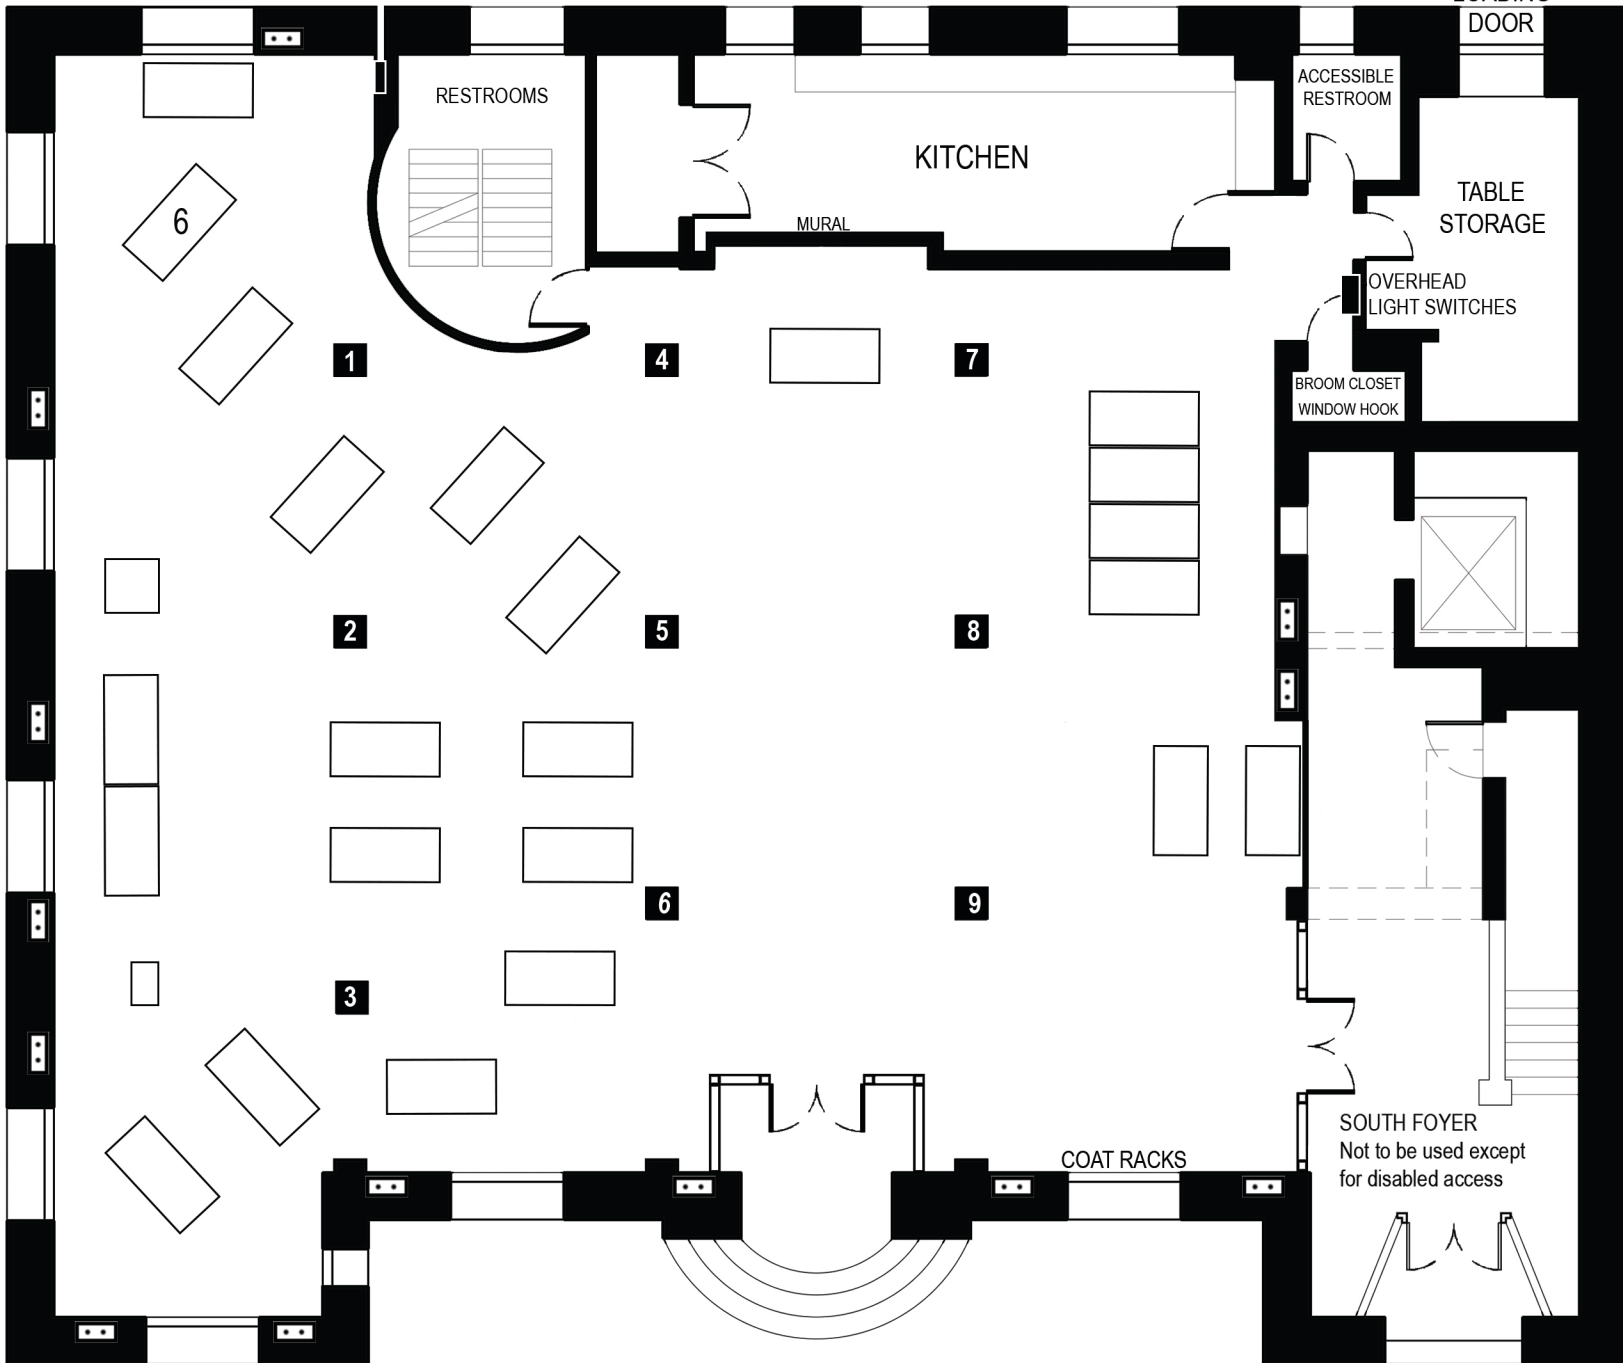 DOOR
RESTROOMS
ACCESSIBLE
RESTROOM
KITCHEN
TABLE
STORAGE
6
MURAL
OVERHEAD
LIGHT SWITCHES
1
4
7
BROOM CLOSET
WINDOW HOOK
2
5
8
6
9
3
SOUTH FOYER
Not to be used except
for disabled access
COAT RACKS